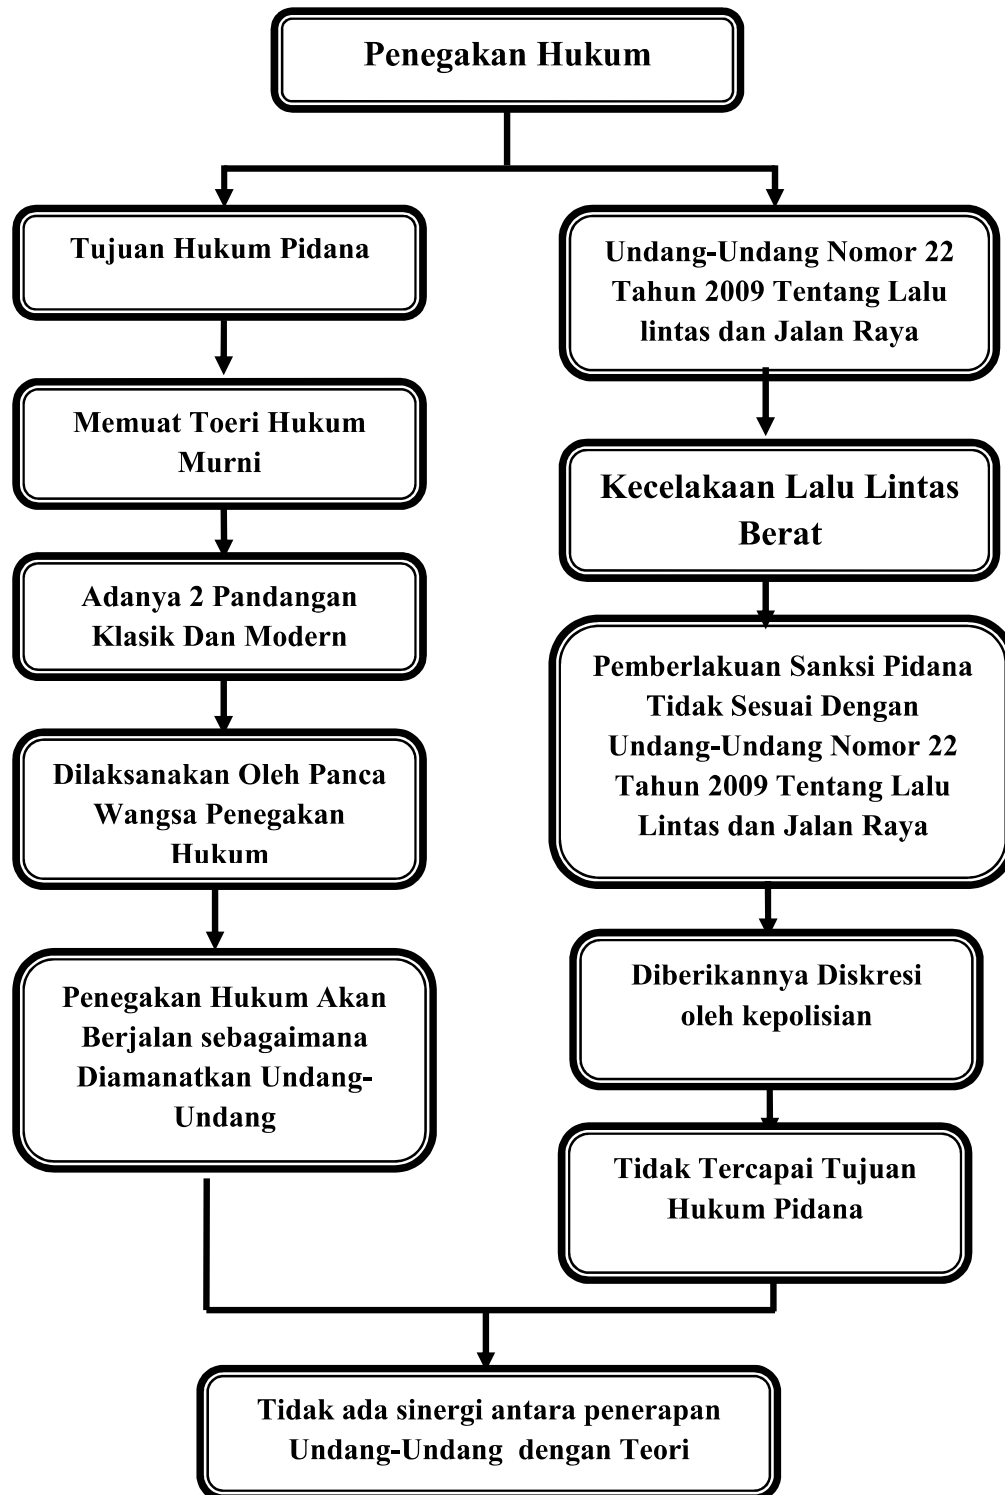 Penegakan Hukum
Tujuan Hukum Pidana
Memuat Toeri Hukum
Murni
Adanya 2 Pandangan
Klasik Dan Modern
Dilaksanakan Oleh Panca
Wangsa Penegakan
Hukum
Penegakan Hukum Akan
Berjalan sebagaimana
Diamanatkan Undang-
Undang
Undang-Undang Nomor 22
Tahun 2009 Tentang Lalu
lintas dan Jalan Raya
Kecelakaan Lalu Lintas
Berat
Pemberlakuan Sanksi Pidana
Tidak Sesuai Dengan
Undang-Undang Nomor 22
Tahun 2009 Tentang Lalu
Lintas dan Jalan Raya
Diberikannya Diskresi
oleh kepolisian
Tidak Tercapai Tujuan
Hukum Pidana
Tidak ada sinergi antara penerapan
Undang-Undang  dengan Teori